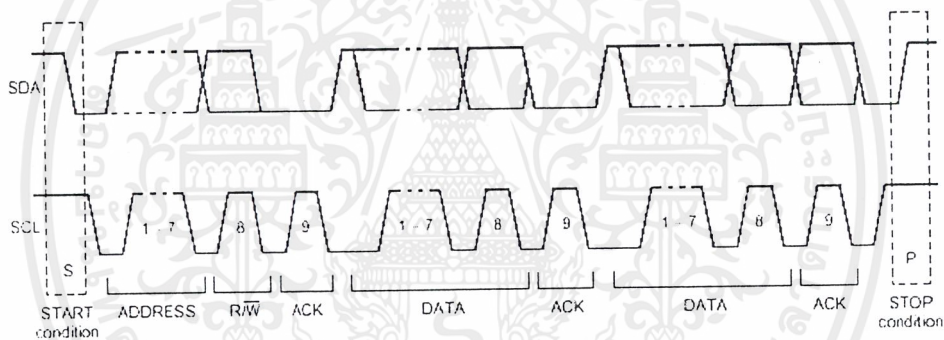 SDA
SCL
1 - 7 8 9 1 - 7 8 9 1 - 7 8 9
S P
START condition ADDRESS R/W̅ ACK DATA ACK DATA ACK STOP condition